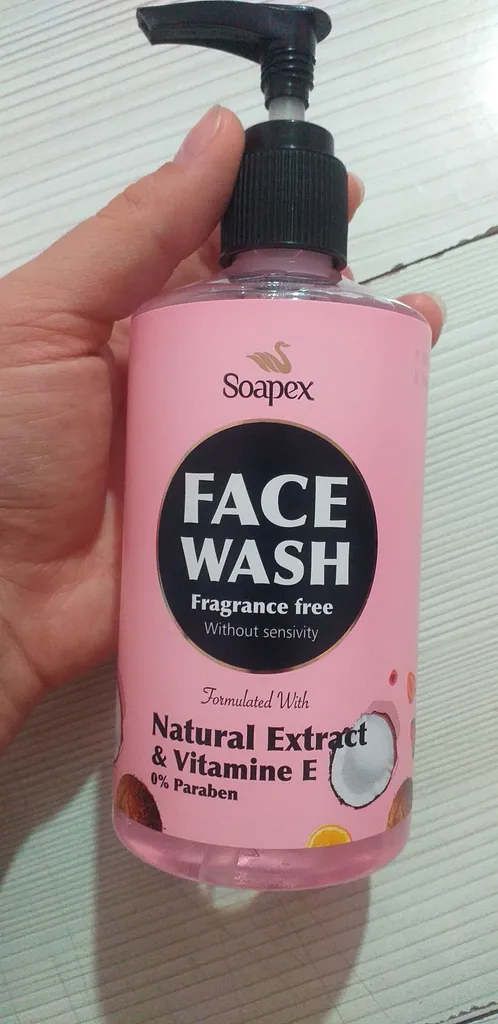 Soapex
FACE
WASH
Fragrance free
Without sensivity
Formulated With
Natural Extract
& Vitamine E
0% Paraben